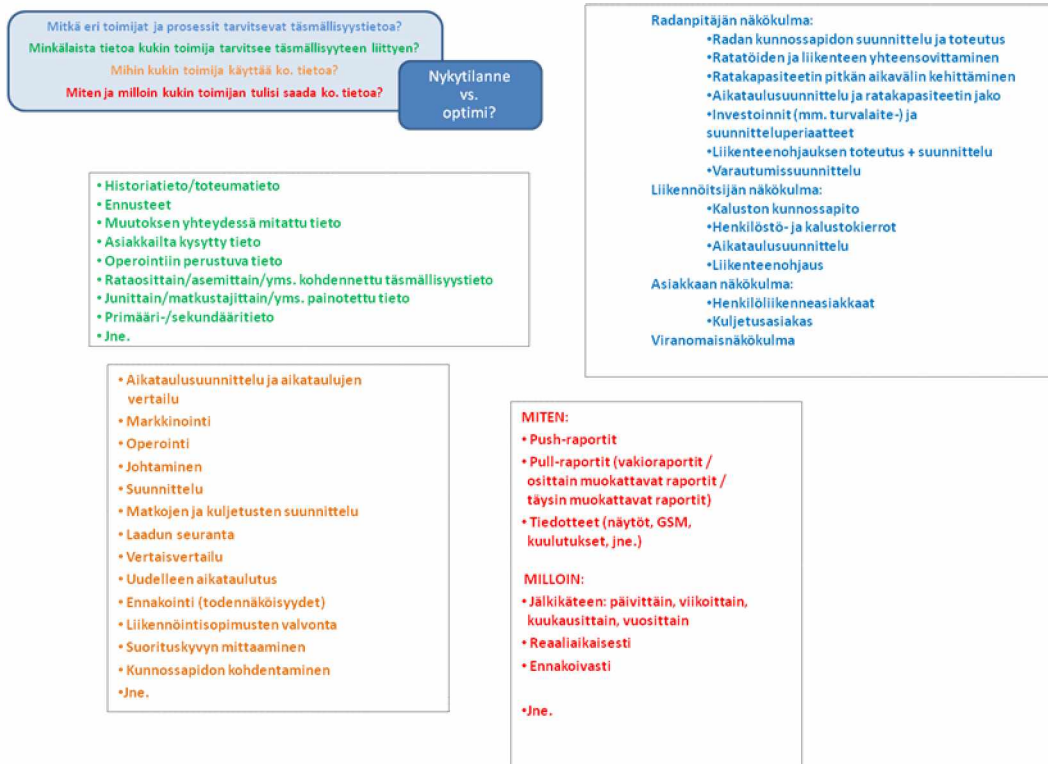 Mitkä eri toimijat ja prosessit tarvitsevat täsmällisyystietoa?
Minkälaista tietoa kukin toimija tarvitsee täsmällisyyteen liittyen?
Mihin kukin toimija käyttää ko. tietoa?
Miten ja milloin kukin toimijan tulisi saada ko. tietoa?
Nykytilanne
vs.
optimi?
Radanpitäjän näkökulma:
•Radan kunnossapidon suunnittelu ja toteutus
•Ratatöiden ja liikenteen yhteensovittaminen
•Ratakapasiteetin pitkän aikavälin kehittäminen
•Aikataulusuunnittelu ja ratakapasiteetin jako
•Investoinnit (mm. turvalaite-) ja
suunnitteluperiaatteet
•Liikenteenohjauksen toteutus + suunnittelu
•Varautumissuunnittelu
Liikennöitsijän näkökulma:
•Kaluston kunnossapito
•Henkilöstö- ja kalustokierrot
•Aikataulusuunnittelu
•Liikenteenohjaus
Asiakkaan näkökulma:
•Henkilöliikenneasiakkaat
•Kuljetusasiakas
Viranomaisnäkökulma
• Historiatieto/toteumatieto
• Ennusteet
• Muutoksen yhteydessä mitattu tieto
• Asiakkailta kysytty tieto
• Operointiin perustuva tieto
• Rataosittain/asemittain/yms. kohdennettu täsmällisyystieto
• Junittain/matkustajittain/yms. painotettu tieto
• Primääri-/sekundääritieto
• Jne.
• Aikataulusuunnittelu ja aikataulujen
vertailu
• Markkinointi
• Operointi
• Johtaminen
• Suunnittelu
• Matkojen ja kuljetusten suunnittelu
• Laadun seuranta
• Vertaisvertailu
• Uudelleen aikataulutus
• Ennakointi (todennäköisyydet)
• Liikennöintisopimusten valvonta
• Suorituskyvyn mittaaminen
• Kunnossapidon kohdentaminen
•Jne.
MITEN:
• Push-raportit
• Pull-raportit (vakioraportit /
osittain muokattavat raportit /
täysin muokattavat raportit)
• Tiedotteet (näytöt, GSM,
kuulutukset, jne.)
MILLOIN:
• Jälkikäteen: päivittäin, viikoittain,
kuukausittain, vuosittain
• Reaaliaikaisesti
• Ennakoivasti
•Jne.